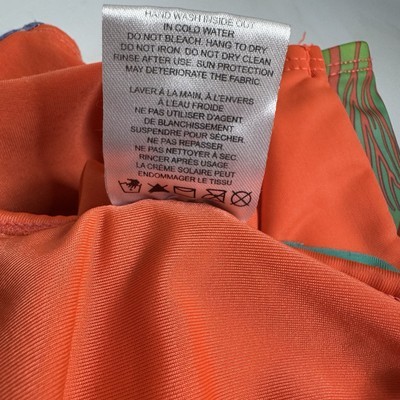 HAND WASH INSIDE OUT
IN COLD WATER
DO NOT BLEACH. HANG TO DRY
DO NOT IRON. DO NOT DRY CLEAN
RINSE AFTER USE. SUN PROTECTION
MAY DETERIORATE THE FABRIC.
LAVER À LA MAIN, À L'ENVERS
À L'EAU FROIDE
NE PAS UTILISER D'AGENT
DE BLANCHISSEMENT
SUSPENDRE POUR SÉCHER.
NE PAS REPASSER
NE PAS NETTOYER À SEC.
RINCER APRÈS USAGE.
LA CRÈME SOLAIRE PEUT
ENDOMMAGER LE TISSU